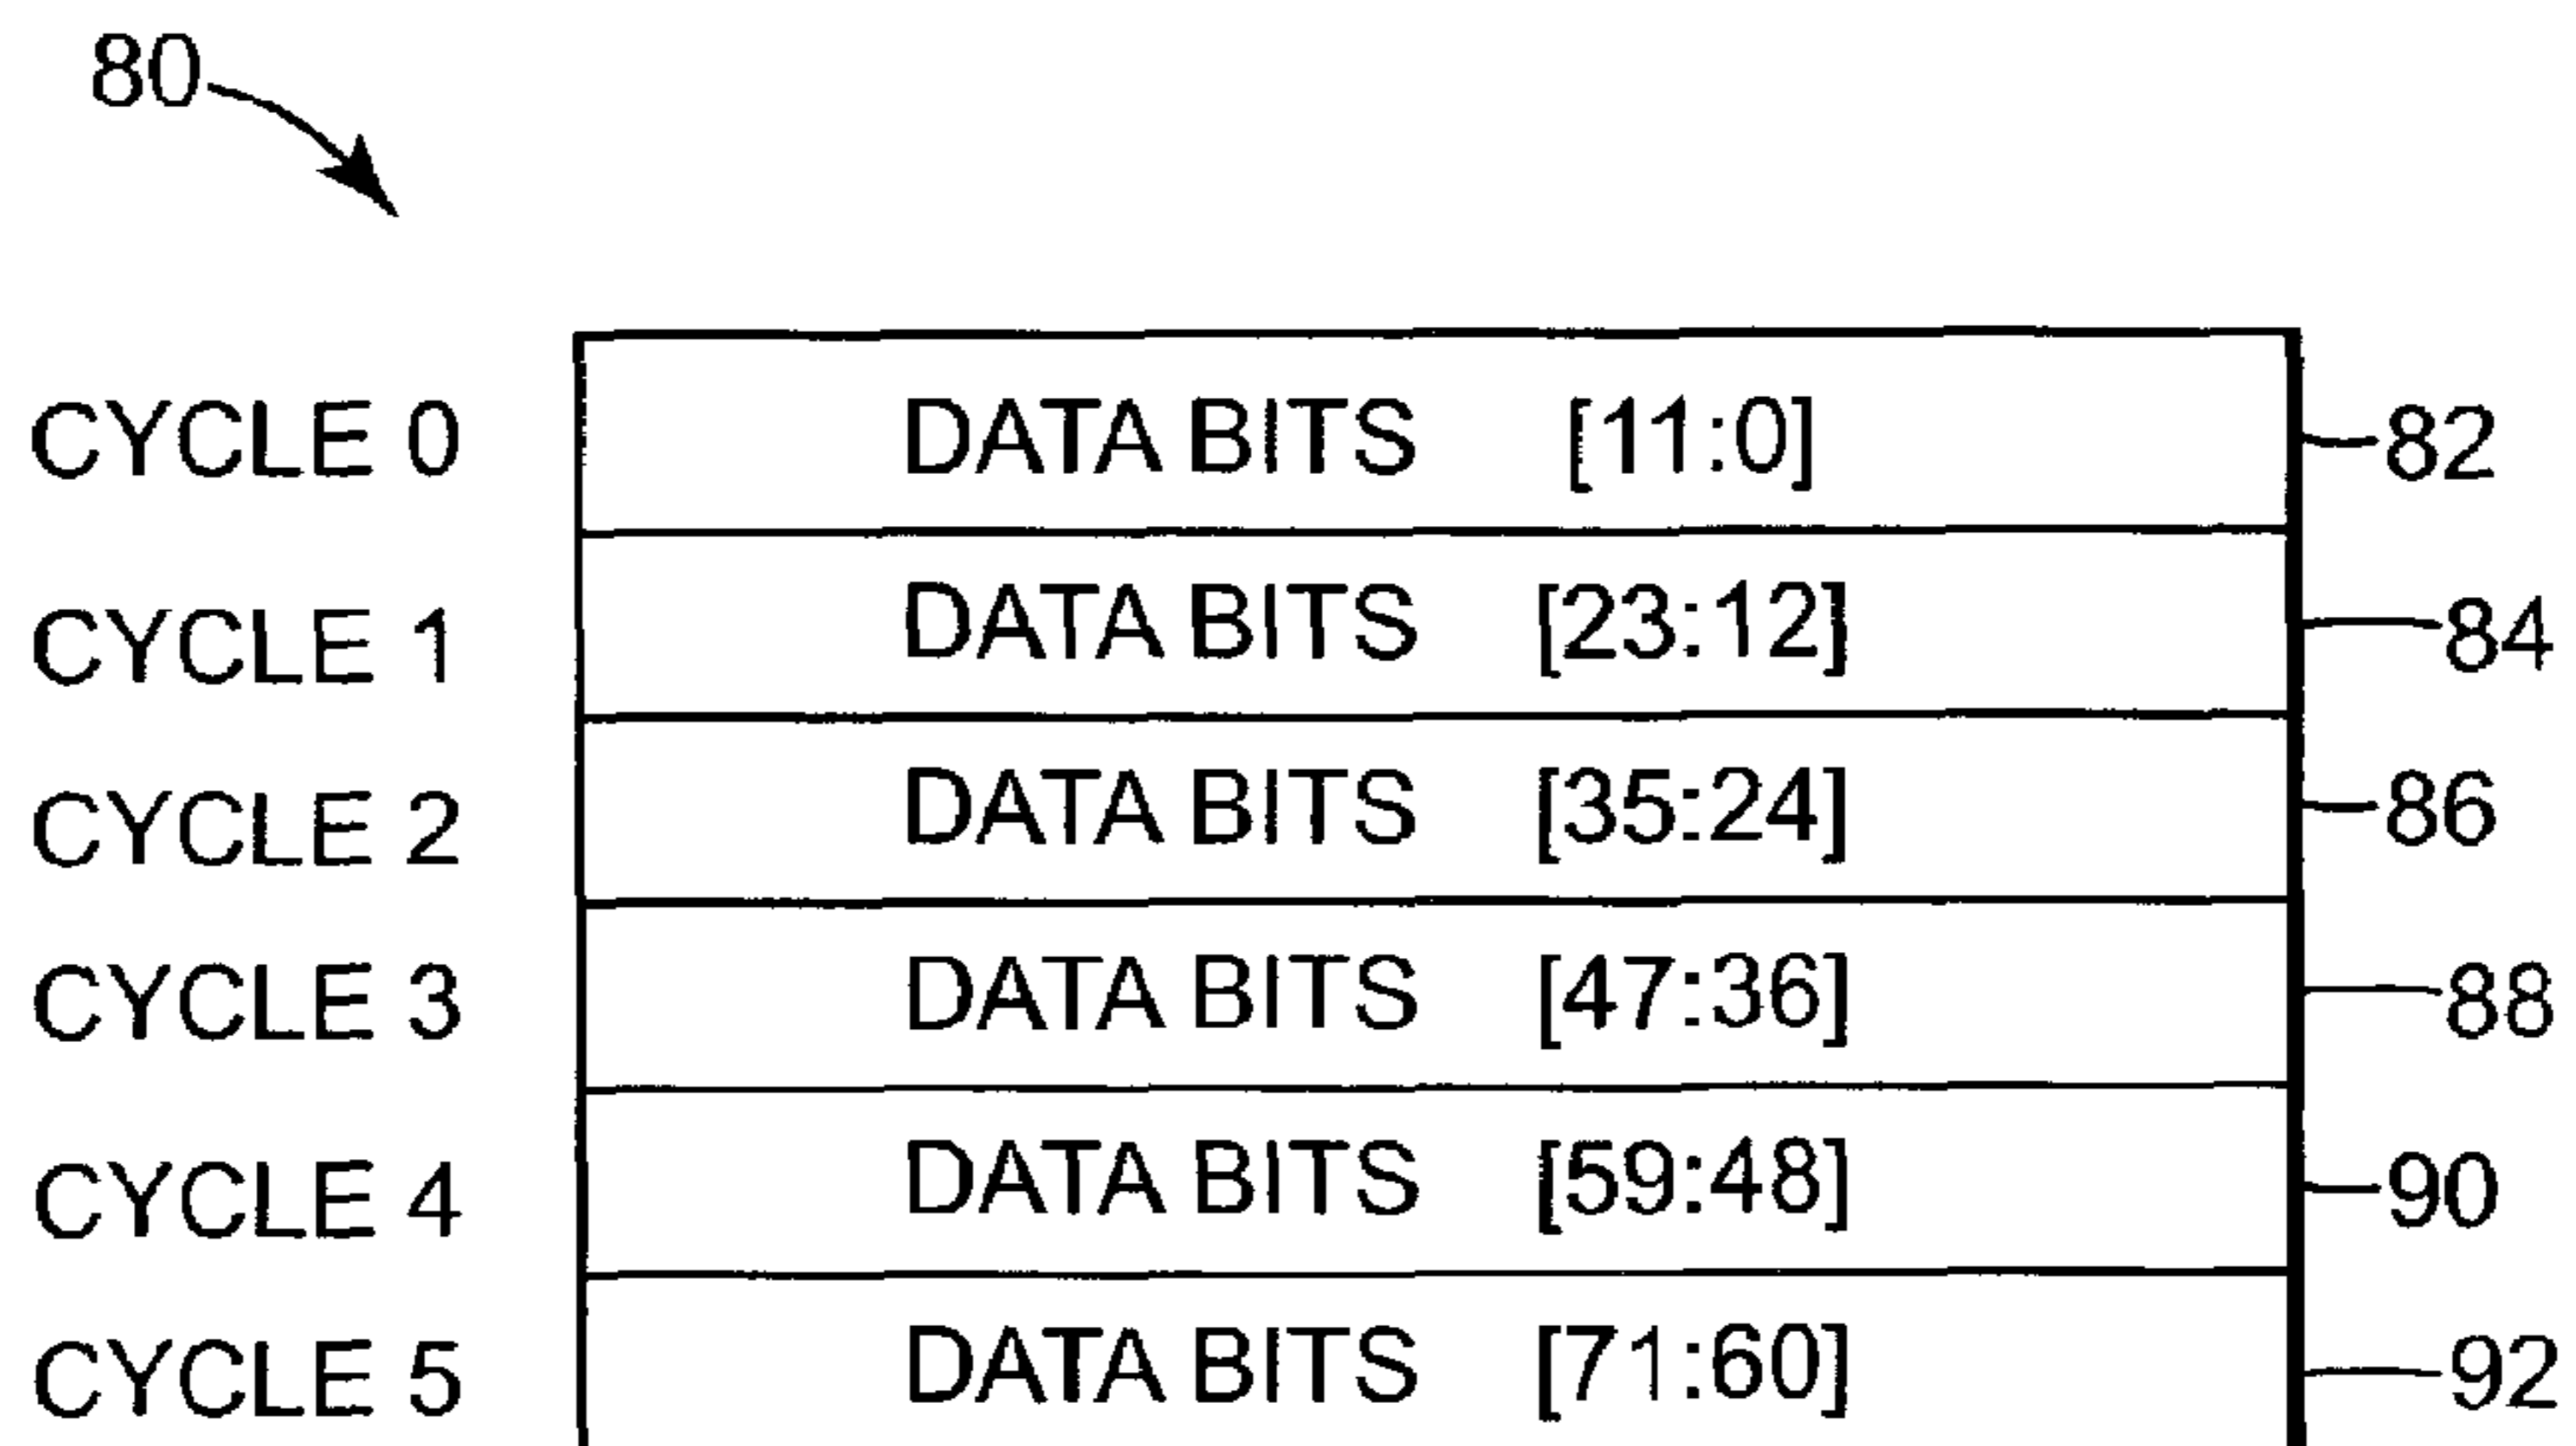 80
CYCLE 0 DATA BITS [11:0] 82
CYCLE 1 DATA BITS [23:12] 84
CYCLE 2 DATA BITS [35:24] 86
CYCLE 3 DATA BITS [47:36] 88
CYCLE 4 DATA BITS [59:48] 90
CYCLE 5 DATA BITS [71:60] 92